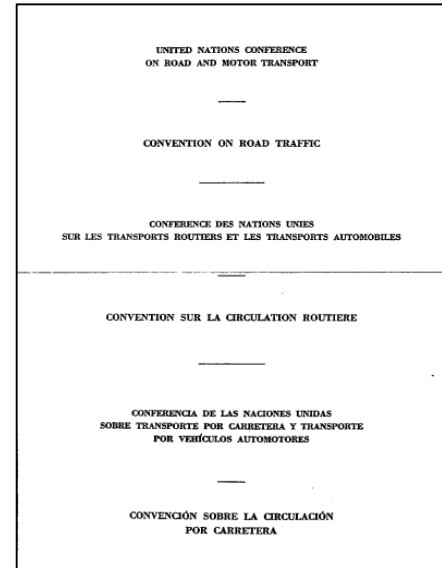 UNITED NATIONS CONFERENCE
ON ROAD AND MOTOR TRANSPORT
CONVENTION ON ROAD TRAFFIC
CONFERENCE DES NATIONS UNIES
SUR LES TRANSPORTS ROUTIERS ET LES TRANSPORTS AUTOMOBILES
CONVENTION SUR LA CIRCULATION ROUTIERE
CONFERENCIA DE LAS NACIONES UNIDAS
SOBRE TRANSPORTE POR CARRETERA Y TRANSPORTE
POR VEHÍCULOS AUTOMOTORES
CONVENCIÓN SOBRE LA CIRCULACIÓN
POR CARRETERA